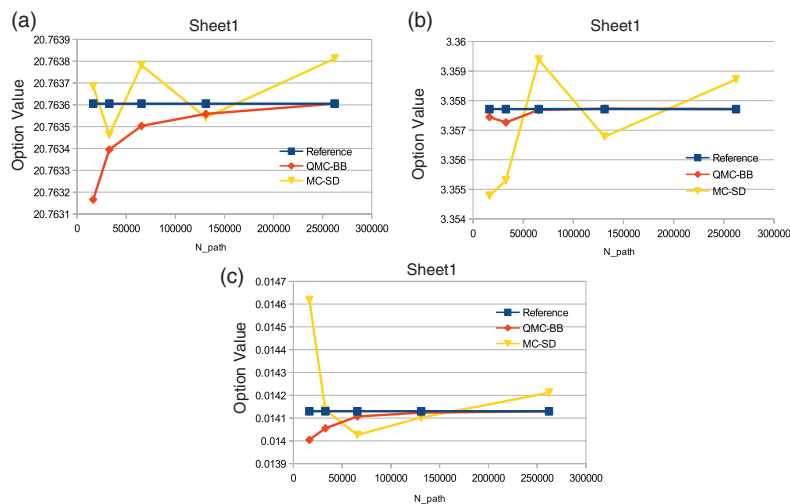 (a)
Sheet1
Option Value
20.7639
20.7638
20.7637
20.7636
20.7635
20.7634
20.7633
20.7632
20.7631
Reference
QMC-BB
MC-SD
0 50000 100000 150000 200000 250000 300000
N_path
(b)
Sheet1
Option Value
3.36
3.359
3.358
3.357
3.356
3.355
3.354
Reference
QMC-BB
MC-SD
0 50000 100000 150000 200000 250000 300000
N_path
(c)
Sheet1
Option Value
0.0147
0.0146
0.0145
0.0144
0.0143
0.0142
0.0141
0.014
0.0139
Reference
QMC-BB
MC-SD
0 50000 100000 150000 200000 250000 300000
N_path